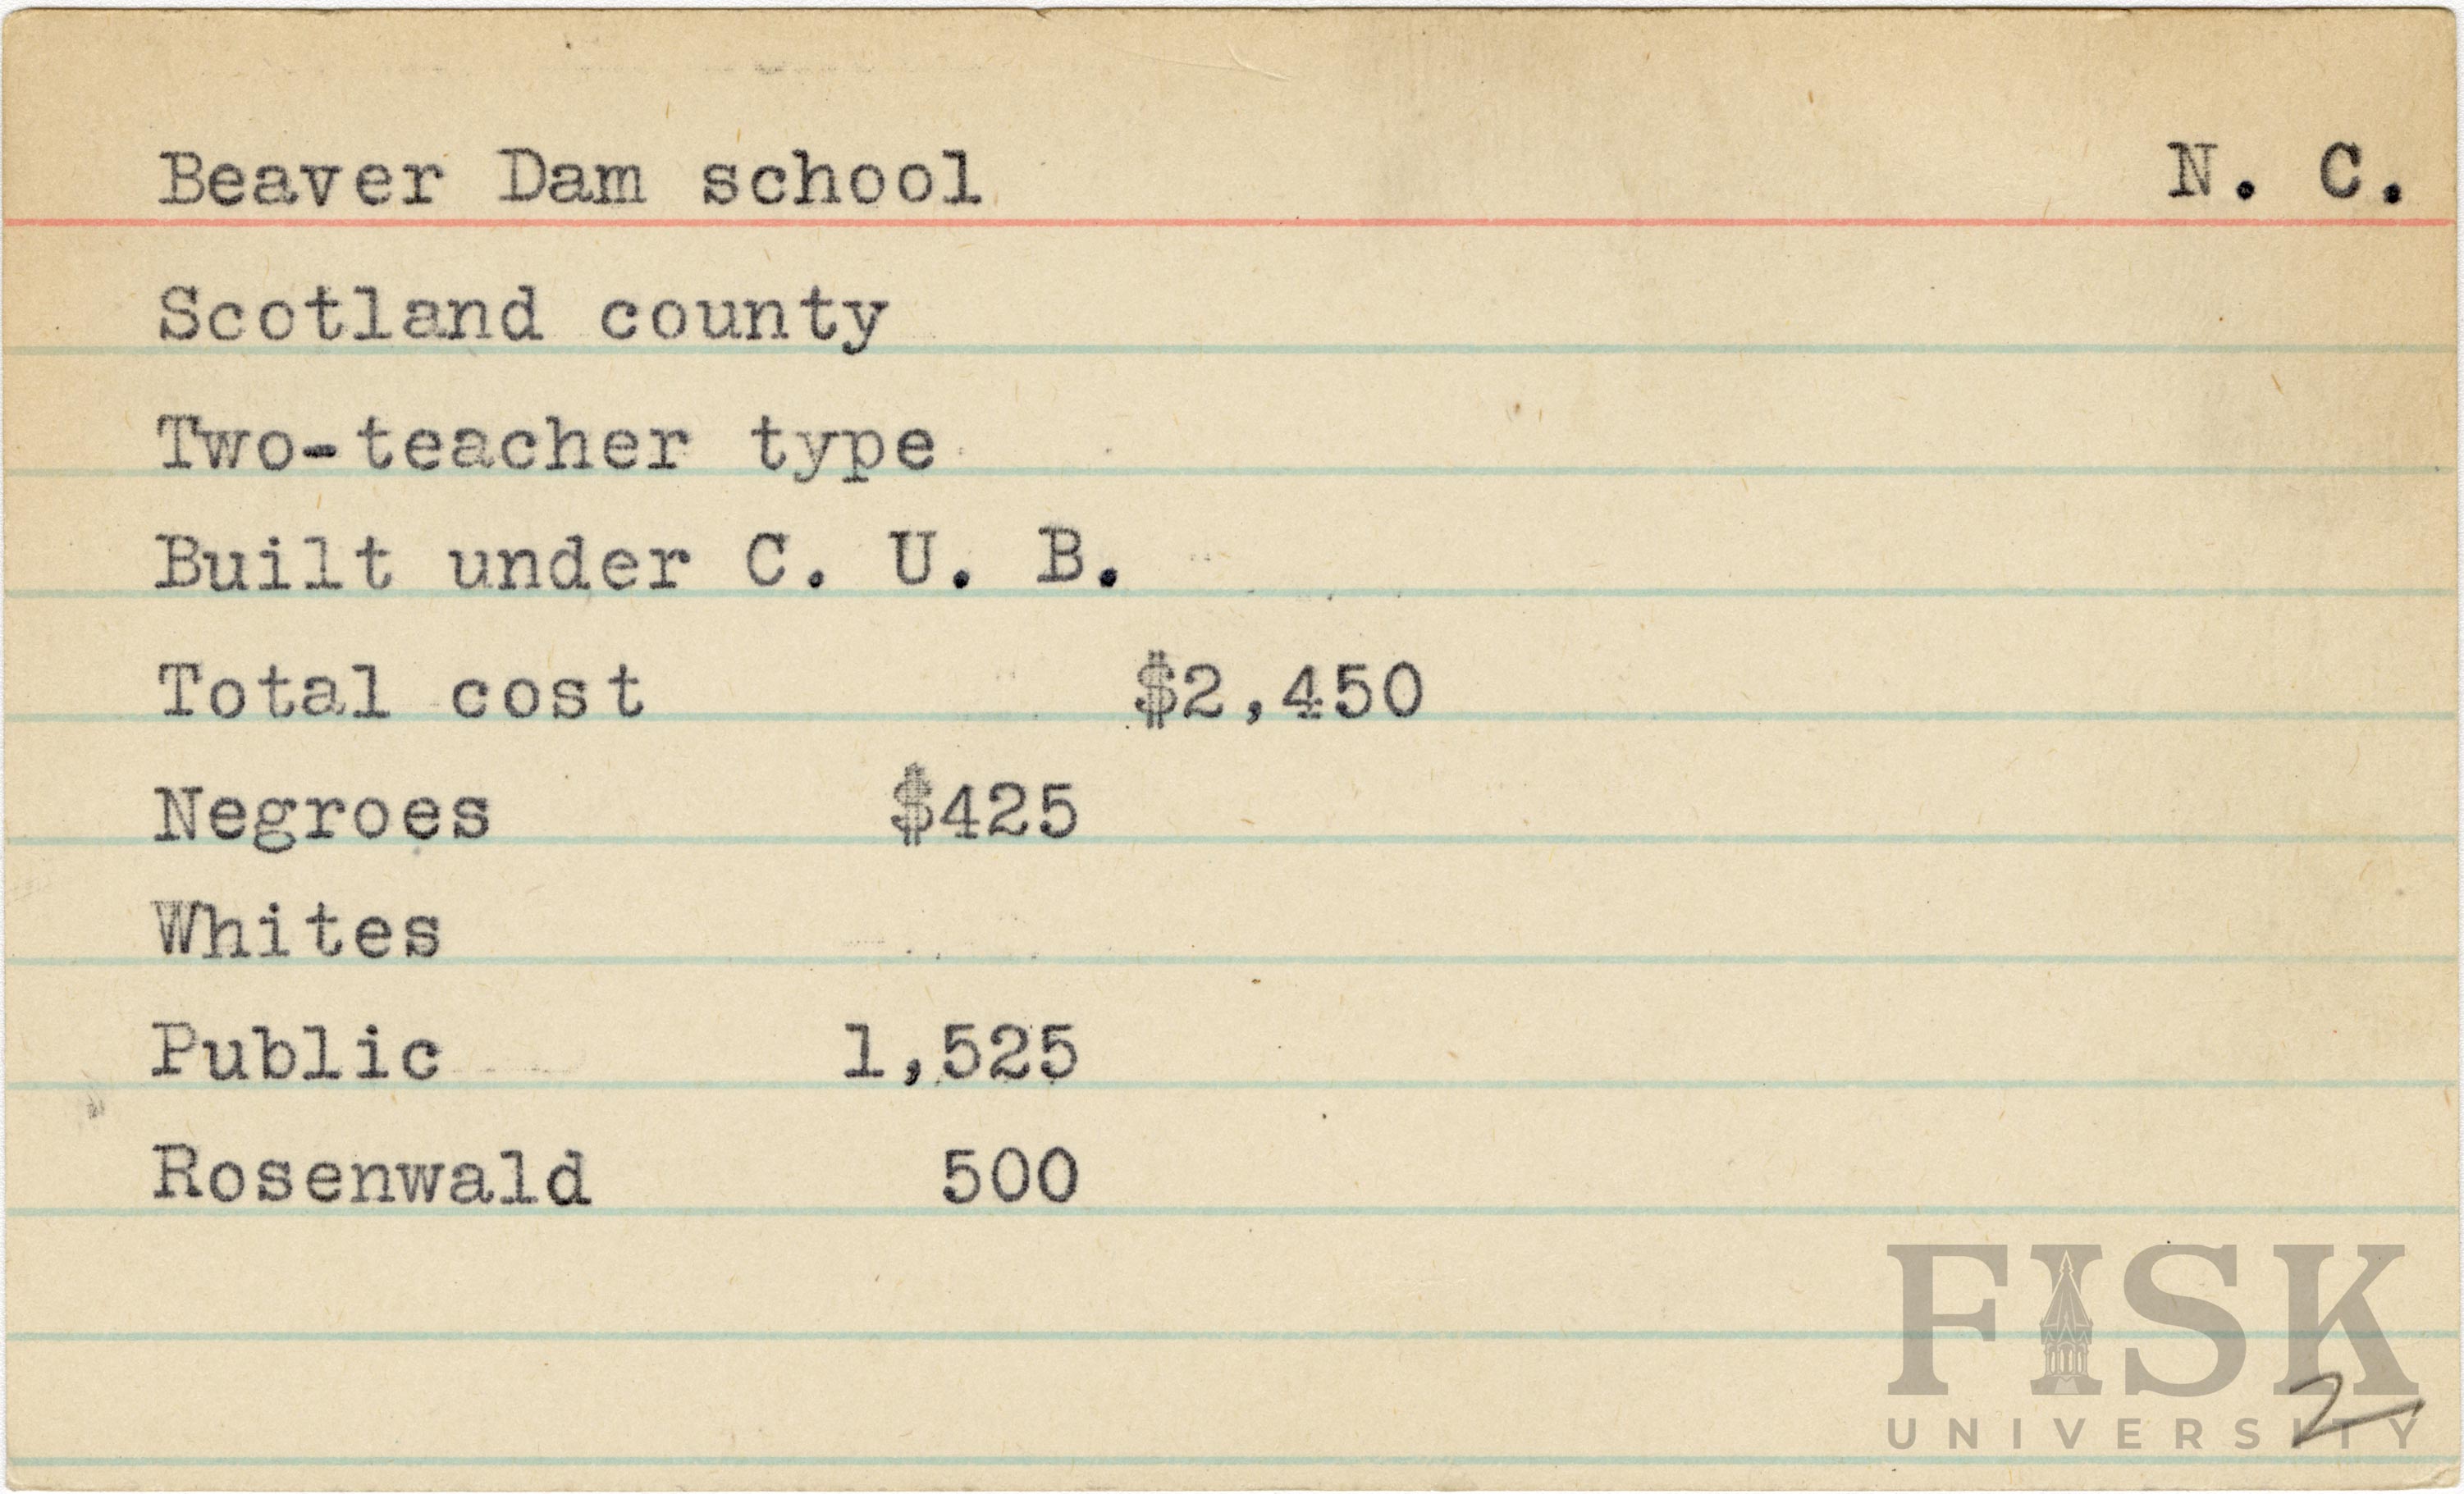 Beaver Dam school N. C.
Scotland county
Two-teacher type
Built under C. U. B.
Total cost $2,450
Negroes $425
Whites
Public 1,525
Rosenwald 500
FISK
UNIVERSITY
2